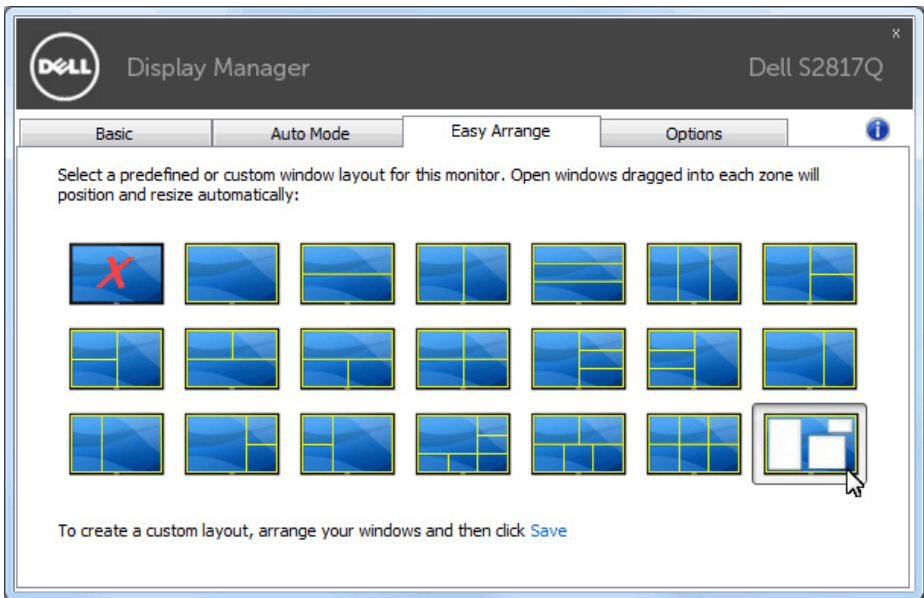 x
DELL
Display Manager
Dell S2817Q
Basic
Auto Mode
Easy Arrange
Options
i
Select a predefined or custom window layout for this monitor. Open windows dragged into each zone will
position and resize automatically:
X
To create a custom layout, arrange your windows and then click Save